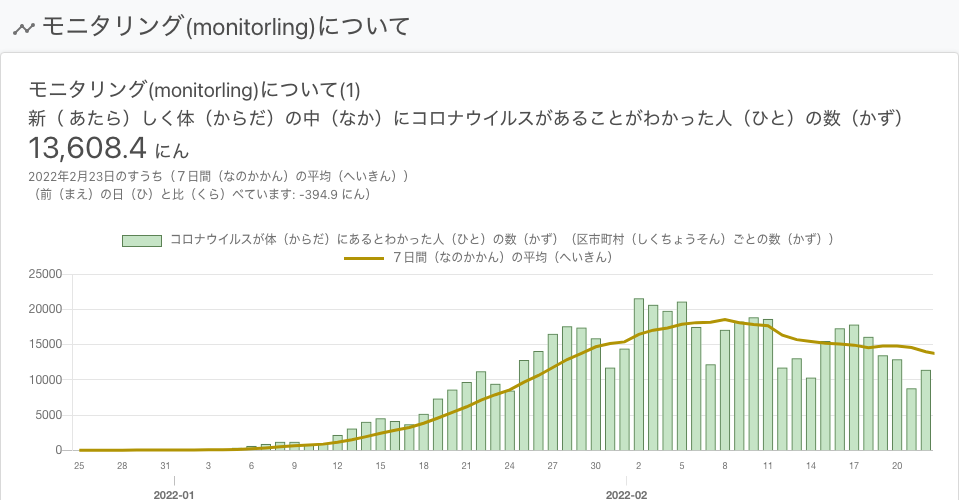 モニタリング(monitorling)について
モニタリング(monitorling)について(1)
新（ あたら）しく体（からだ）の中（なか）にコロナウイルスがあることがわかった人（ひと）の数（かず）
13,608.4 にん
2022年2月23日のすうち（７日間（なのかかん）の平均（へいきん））
（前（まえ）の日（ひ）と比（くら）べています: -394.9 にん）
コロナウイルスが体（からだ）にあるとわかった人（ひと）の数（かず）（区市町村（しくちょうそん）ごとの数（かず））
７日間（なのかかん）の平均（へいきん）
25000
20000
15000
10000
5000
0
25 28 31 3 6 9 12 15 18 21 24 27 30 2 5 8 11 14 17 20
2022-01 2022-02